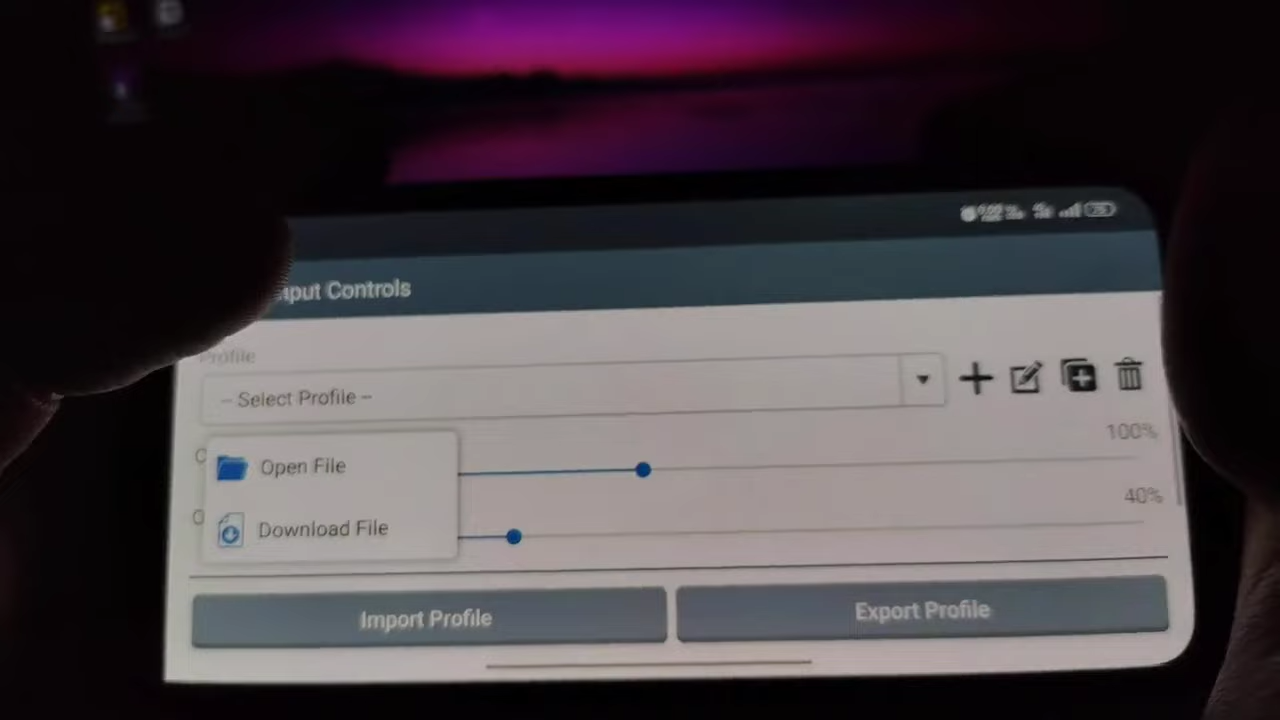 Input Controls
Profile
-- Select Profile --
100%
Open File
40%
Download File
Import Profile
Export Profile